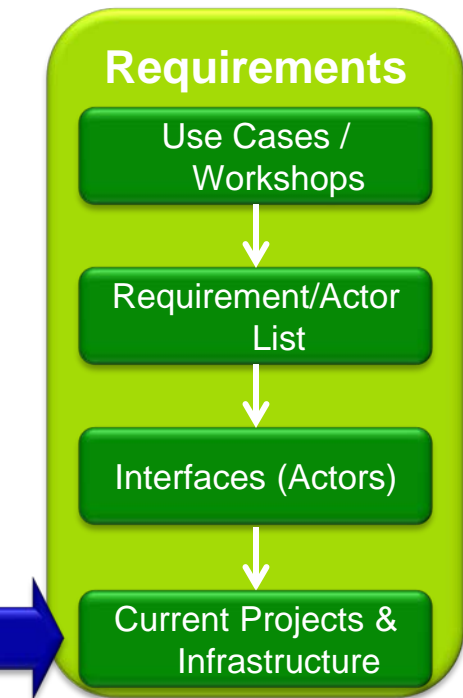 Requirements
Use Cases /
Workshops
Requirement/Actor
List
Interfaces (Actors)
Current Projects &
Infrastructure